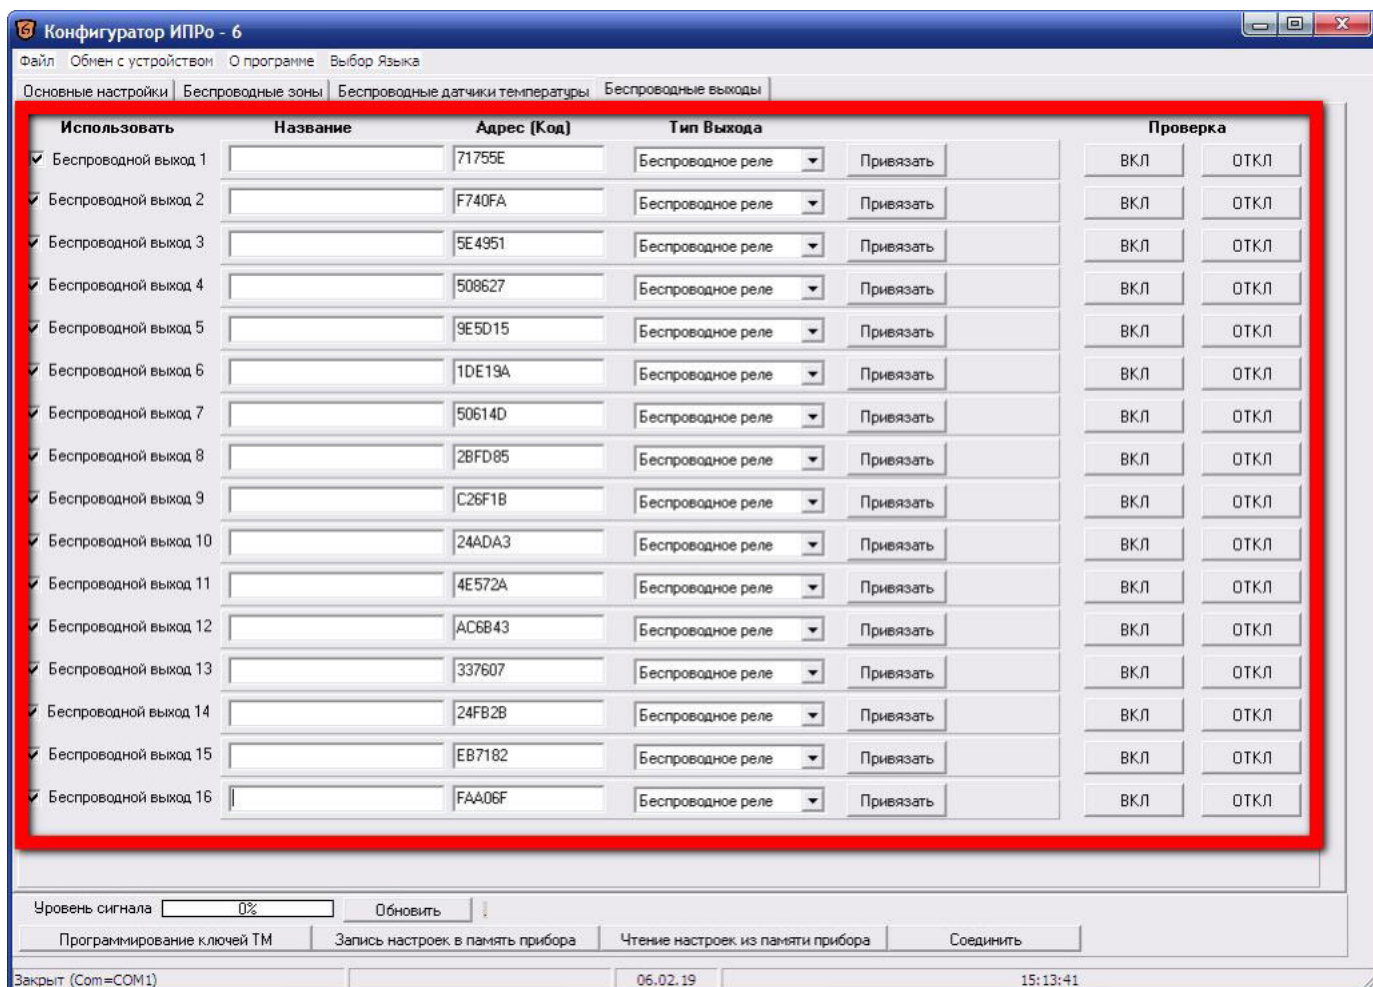 Конфигуратор ИПРо - 6
Файл Обмен с устройством О программе Выбор Языка
Основные настройки Беспроводные зоны Беспроводные датчики температуры Беспроводные выходы
Использовать Название Адрес (Код) Тип Выхода Проверка
Беспроводной выход 1 71755E Беспроводное реле Привязать ВКЛ ОТКЛ
Беспроводной выход 2 F740FA Беспроводное реле Привязать ВКЛ ОТКЛ
Беспроводной выход 3 5E4951 Беспроводное реле Привязать ВКЛ ОТКЛ
Беспроводной выход 4 508627 Беспроводное реле Привязать ВКЛ ОТКЛ
Беспроводной выход 5 9E5D15 Беспроводное реле Привязать ВКЛ ОТКЛ
Беспроводной выход 6 1DE19A Беспроводное реле Привязать ВКЛ ОТКЛ
Беспроводной выход 7 50614D Беспроводное реле Привязать ВКЛ ОТКЛ
Беспроводной выход 8 2BFD85 Беспроводное реле Привязать ВКЛ ОТКЛ
Беспроводной выход 9 C26F1B Беспроводное реле Привязать ВКЛ ОТКЛ
Беспроводной выход 10 24ADA3 Беспроводное реле Привязать ВКЛ ОТКЛ
Беспроводной выход 11 4E572A Беспроводное реле Привязать ВКЛ ОТКЛ
Беспроводной выход 12 AC6B43 Беспроводное реле Привязать ВКЛ ОТКЛ
Беспроводной выход 13 337607 Беспроводное реле Привязать ВКЛ ОТКЛ
Беспроводной выход 14 24FB2B Беспроводное реле Привязать ВКЛ ОТКЛ
Беспроводной выход 15 EB7182 Беспроводное реле Привязать ВКЛ ОТКЛ
Беспроводной выход 16 FAA06F Беспроводное реле Привязать ВКЛ ОТКЛ
Уровень сигнала 0% Обновить
Программирование ключей ТМ Запись настроек в память прибора Чтение настроек из памяти прибора Соединить
Закрыт (Com=COM1) 06.02.19 15:13:41